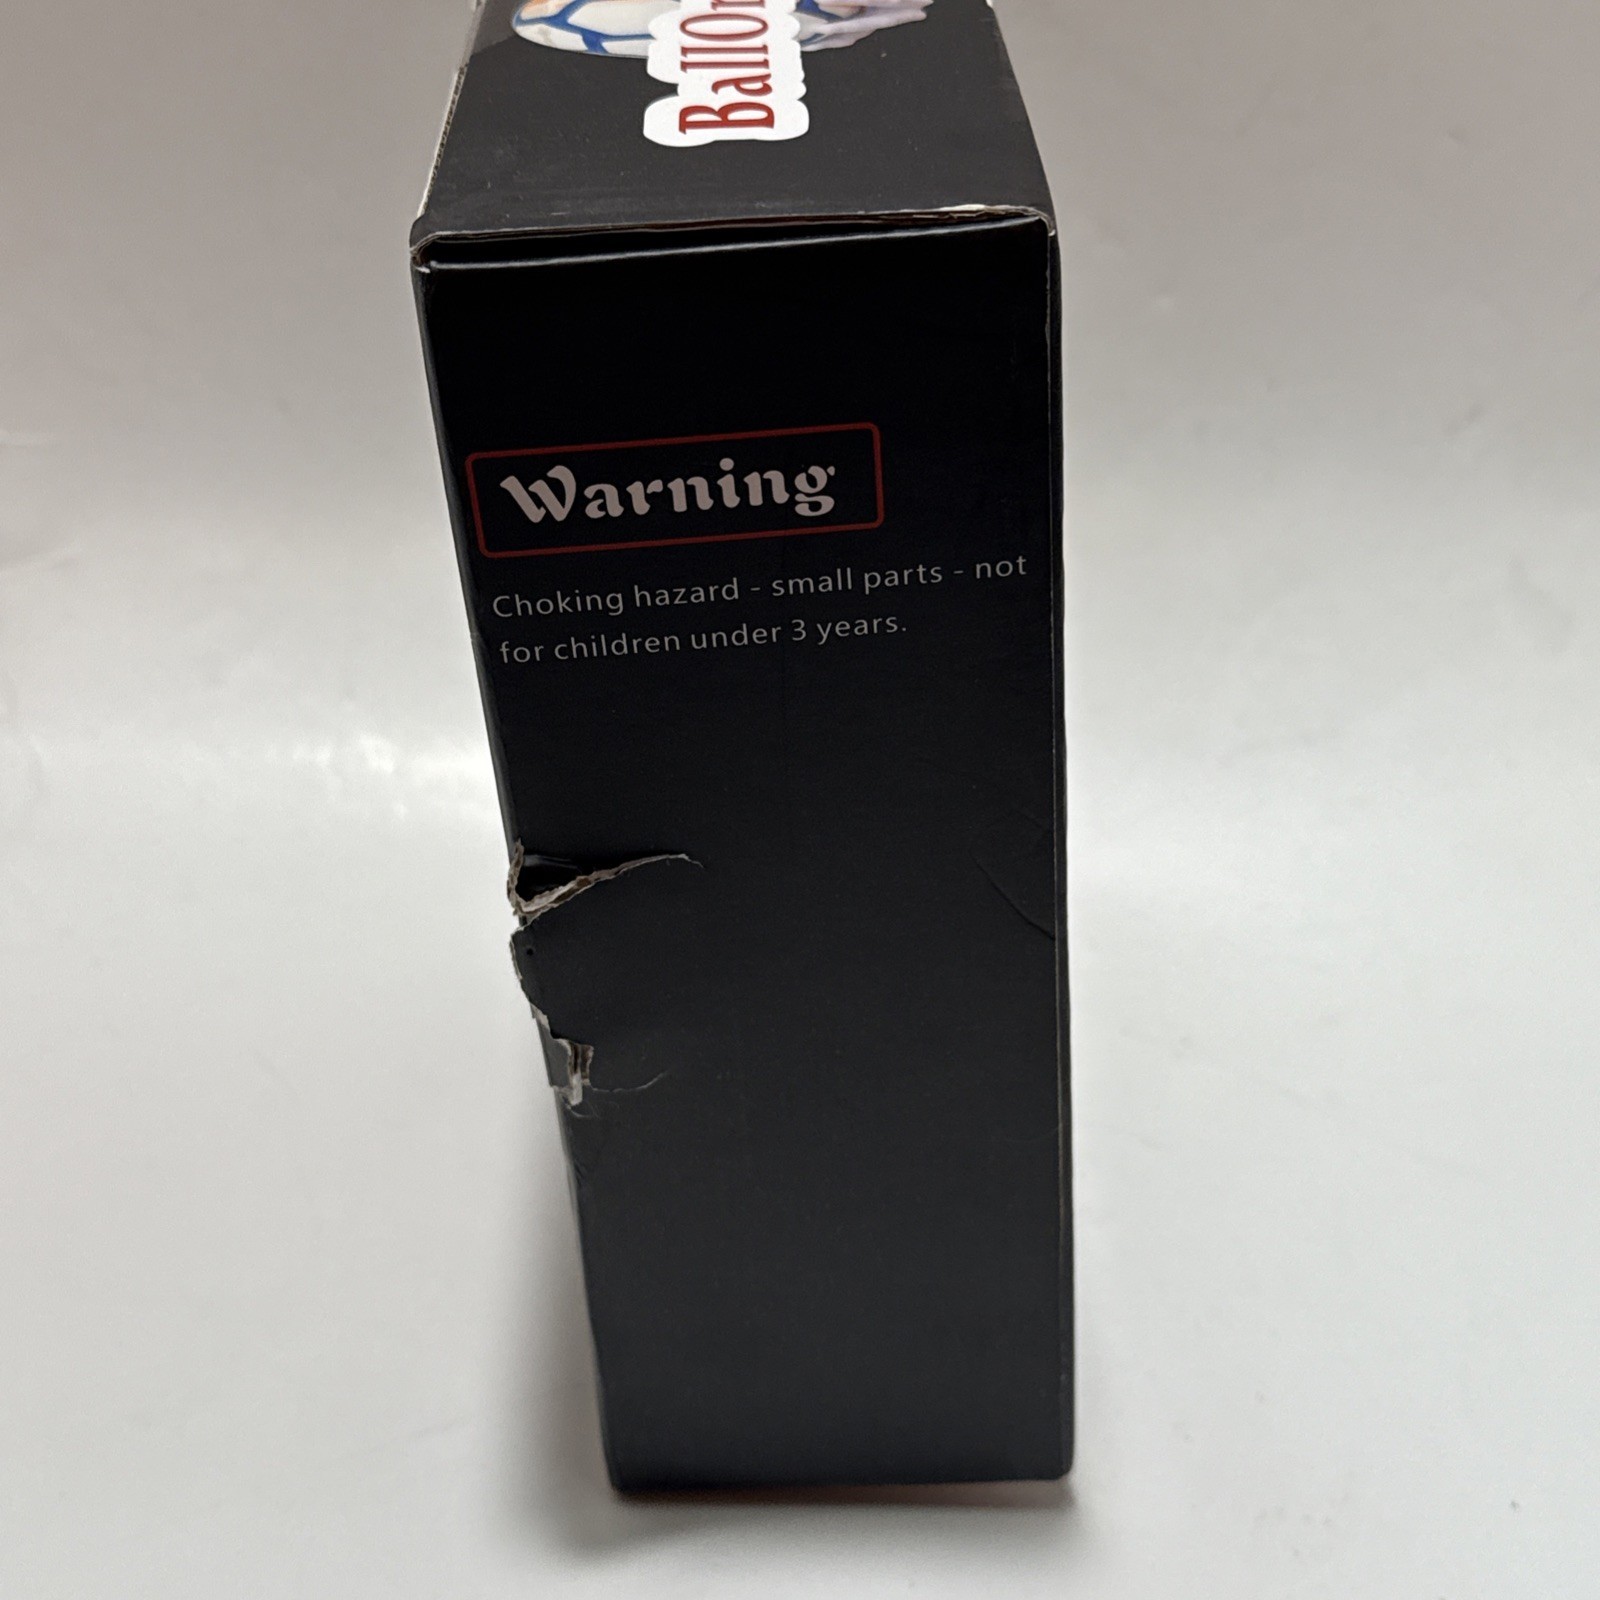 Warning
Choking hazard - small parts - not
for children under 3 years.